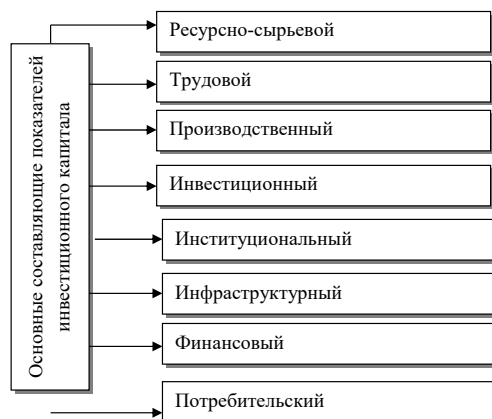 Основные составляющие показателей
инвестиционного капитала
Ресурсно-сырьевой
Трудовой
Производственный
Инвестиционный
Институциональный
Инфраструктурный
Финансовый
Потребительский